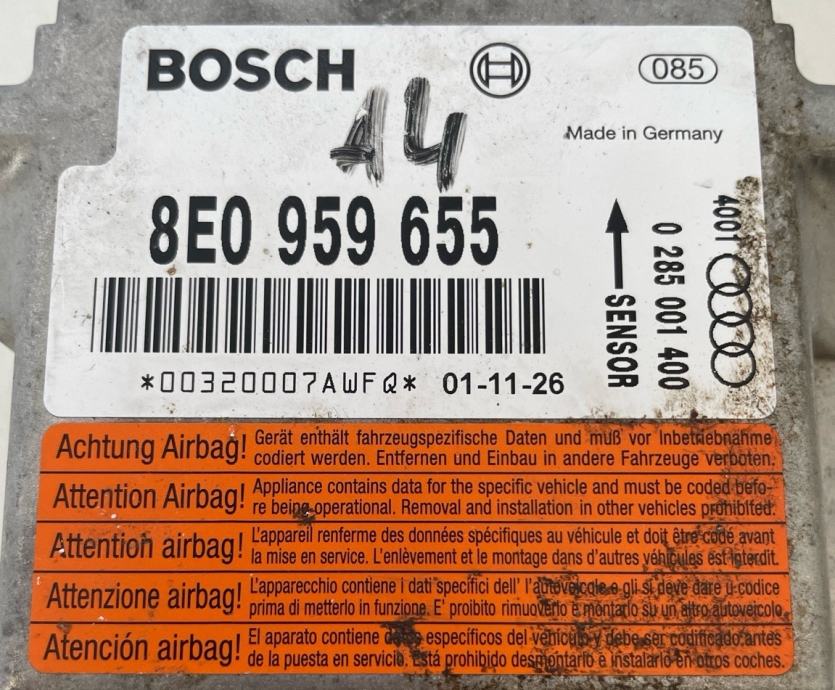 BOSCH
085
A4
Made in Germany
8E0 959 655
*00320007AWFQ* 01-11-26
SENSOR
0 285 001 400
4001
Achtung Airbag! Gerät enthält fahrzeugspezifische Daten und muß vor Inbetriebnahme
codiert werden. Entfernen und Einbau in andere Fahrzeuge verboten.
Attention Airbag! Appliance contains data for the specific vehicle and must be coded befo-
re being operational. Removal and installation in other vehicles prohibited.
Attention airbag! L'appareil renferme des données spécifiques au véhicule et doit être codé avant
la mise en service. L'enlèvement et le montage dans d'autres véhicules est interdit.
Attenzione airbag! L'apparecchio contiene i dati specifici dell' l'autoveicolo e gli si deve dare u codice
prima di metterlo in funzione. E' proibito rimuoverlo e montarlo su un altro autoveicolo.
Atención airbag! El aparato contiene datos específicos del vehículo y debe ser codificado antes
de la puesta en servicio. Está prohibido desmontarlo e instalarlo en otros coches.